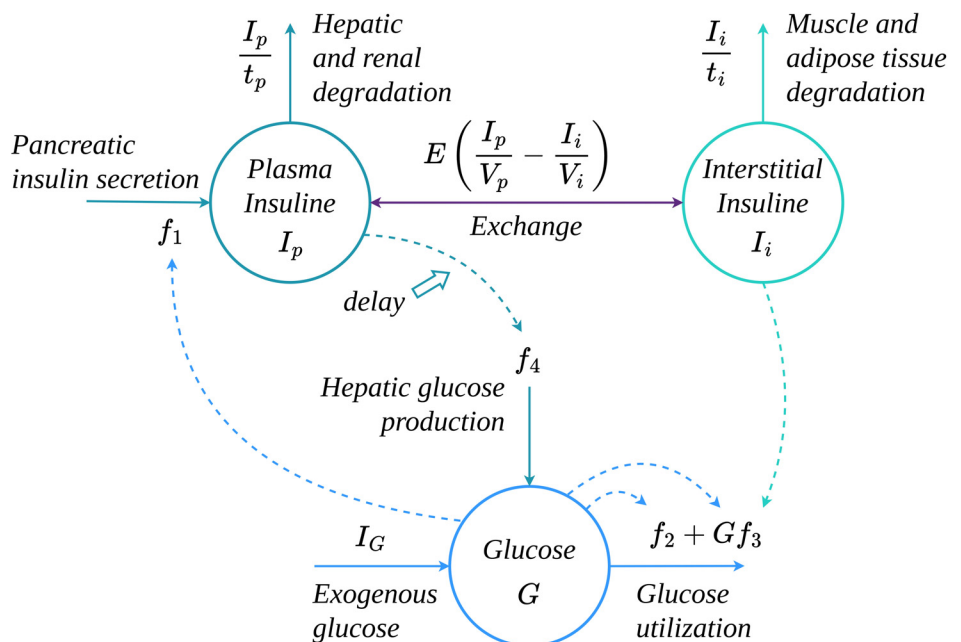 I_p/t_p
Hepatic
and renal
degradation
I_i/t_i
Muscle and
adipose tissue
degradation
Pancreatic
insulin secretion
f_1
Plasma
Insuline
I_p
E (I_p/V_p − I_i/V_i)
Exchange
Interstitial
Insuline
I_i
delay
f_4
Hepatic glucose
production
I_G
Exogenous
glucose
Glucose
G
f_2 + Gf_3
Glucose
utilization